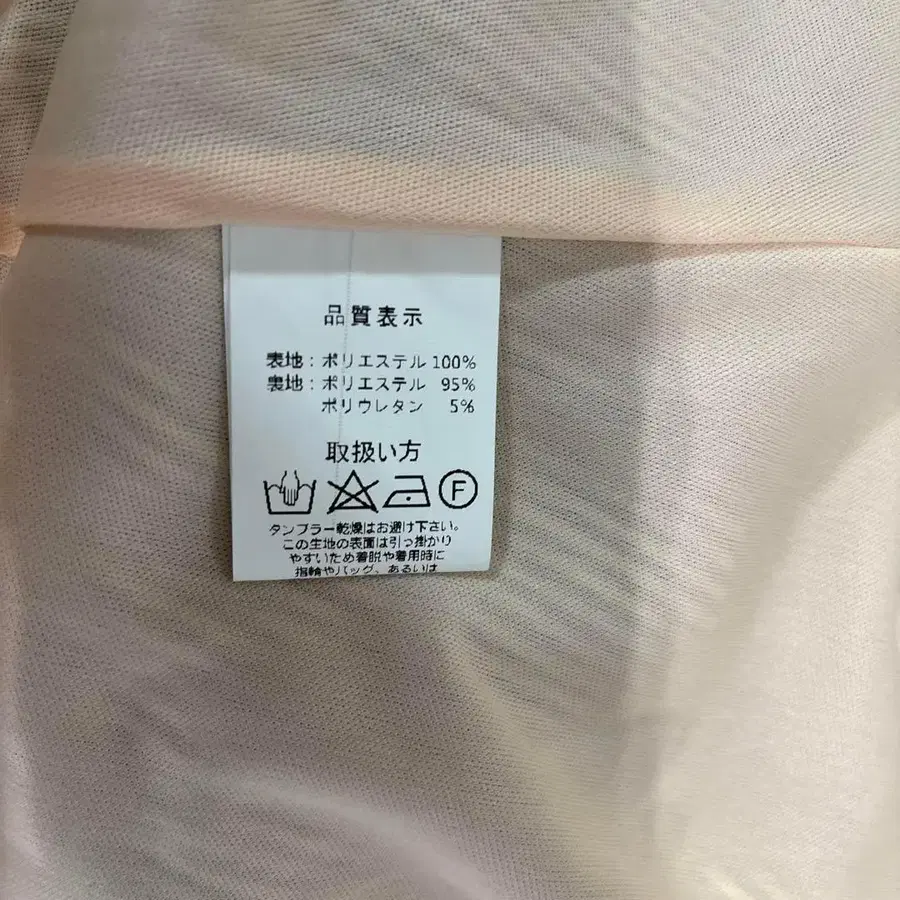 品質表示
表地：ポリエステル 100%
裏地：ポリエステル 95%
ポリウレタン 5%
取扱い方
F
タンブラー乾燥はお避け下さい。
この生地の表面は引っ掛かり
やすいため着脱や着用時に
指輪やバッグ、あるいは